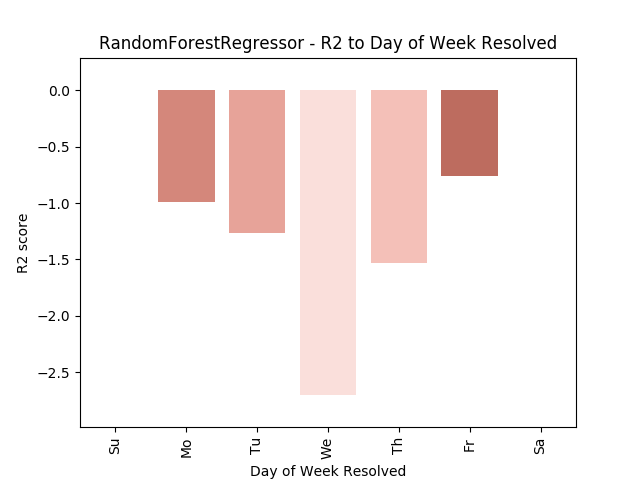 RandomForestRegressor - R2 to Day of Week Resolved
0.0
−0.5
−1.0
−1.5
−2.0
−2.5
R2 score
Su
Mo
Tu
We
Th
Fr
Sa
Day of Week Resolved